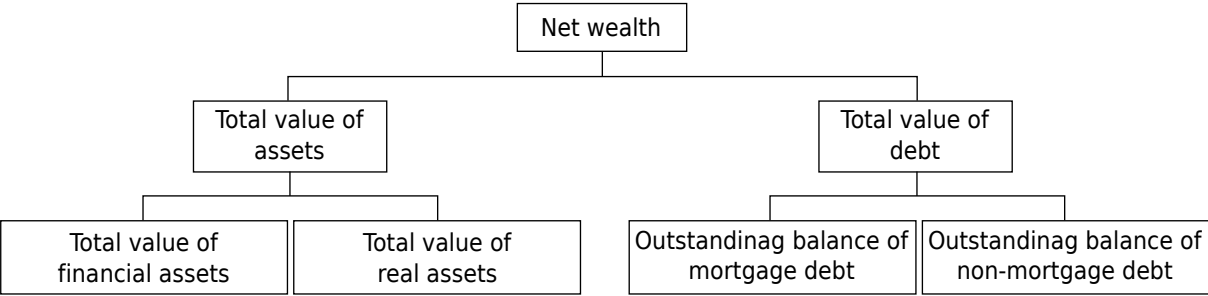 Net wealth
Total value of
assets
Total value of
debt
Total value of
financial assets
Total value of
real assets
Outstandinag balance of
mortgage debt
Outstandinag balance of
non-mortgage debt